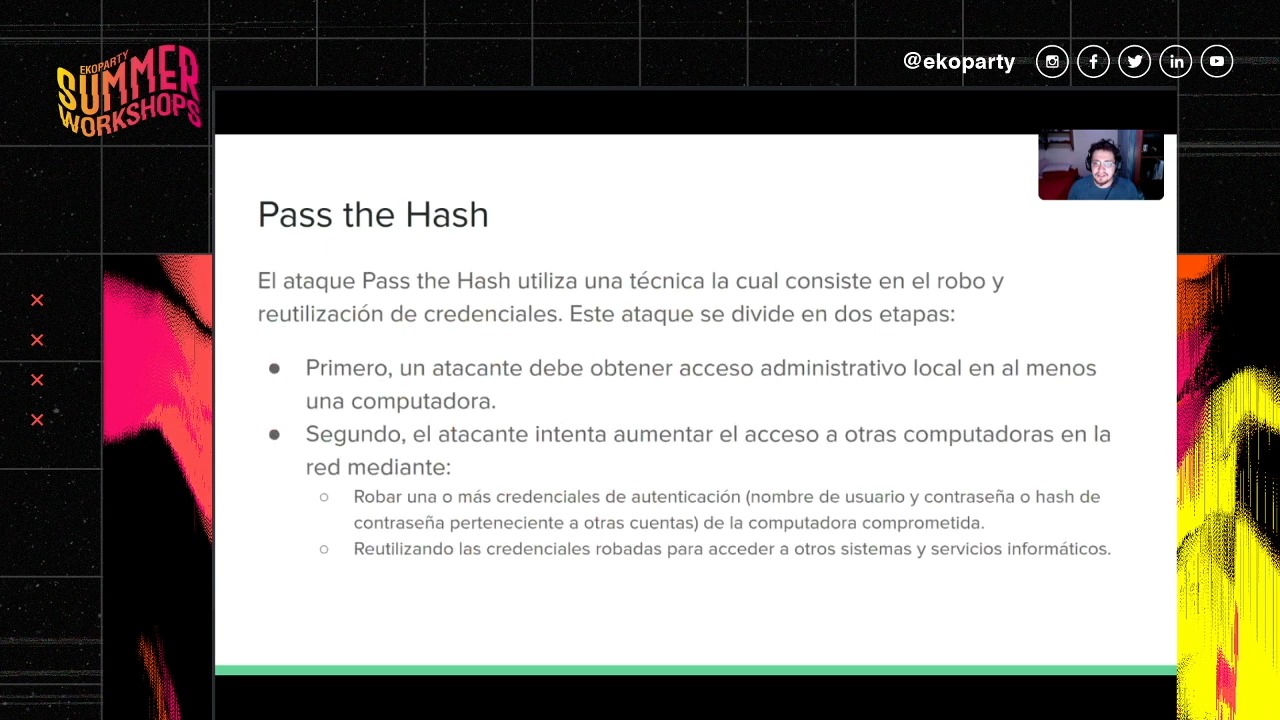 EKOPARTY
SUMMER
WORKSHOPS
@ekoparty
Pass the Hash
El ataque Pass the Hash utiliza una técnica la cual consiste en el robo y
reutilización de credenciales. Este ataque se divide en dos etapas:
● Primero, un atacante debe obtener acceso administrativo local en al menos
una computadora.
● Segundo, el atacante intenta aumentar el acceso a otras computadoras en la
red mediante:
○ Robar una o más credenciales de autenticación (nombre de usuario y contraseña o hash de
contraseña perteneciente a otras cuentas) de la computadora comprometida.
○ Reutilizando las credenciales robadas para acceder a otros sistemas y servicios informáticos.